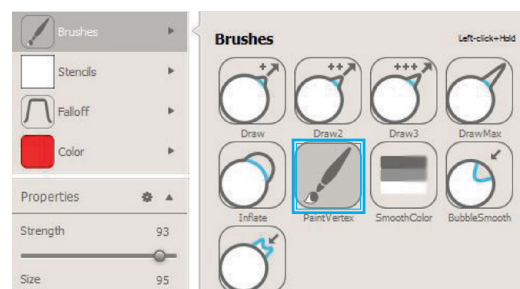 Brushes
Stencils
Falloff
Color
Properties
Strength 93
Size 95
Brushes Left-click+Hold
Draw Draw2 Draw3 DrawMax
Inflate PaintVertex SmoothColor BubbleSmooth